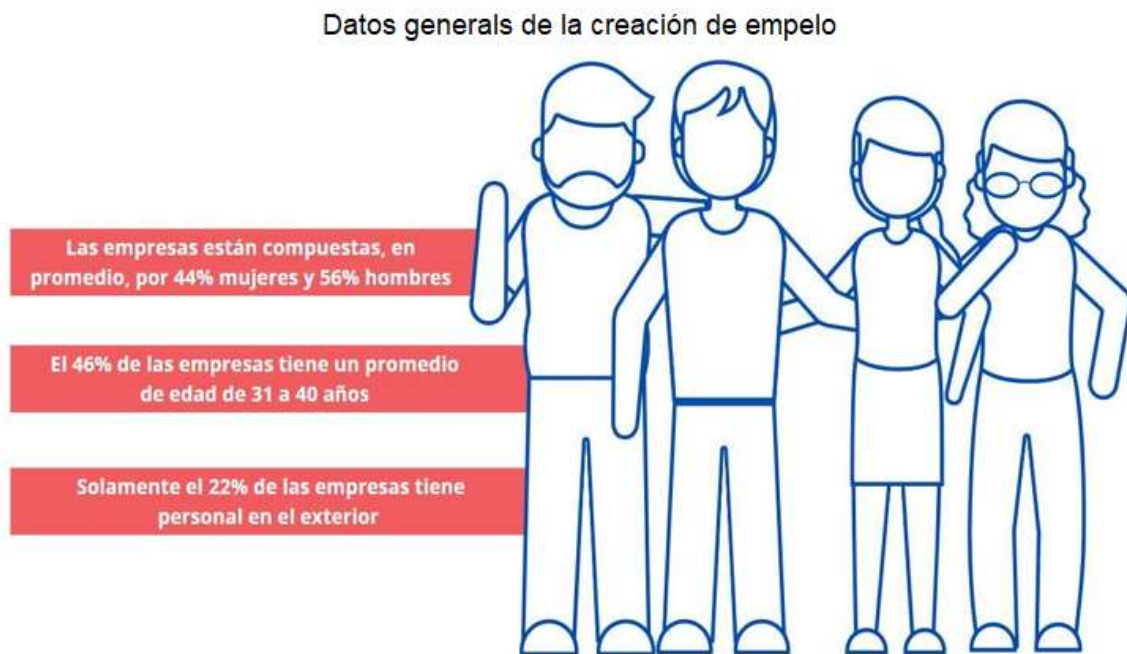 Datos generals de la creación de empelo
Las empresas están compuestas, en
promedio, por 44% mujeres y 56% hombres
El 46% de las empresas tiene un promedio
de edad de 31 a 40 años
Solamente el 22% de las empresas tiene
personal en el exterior